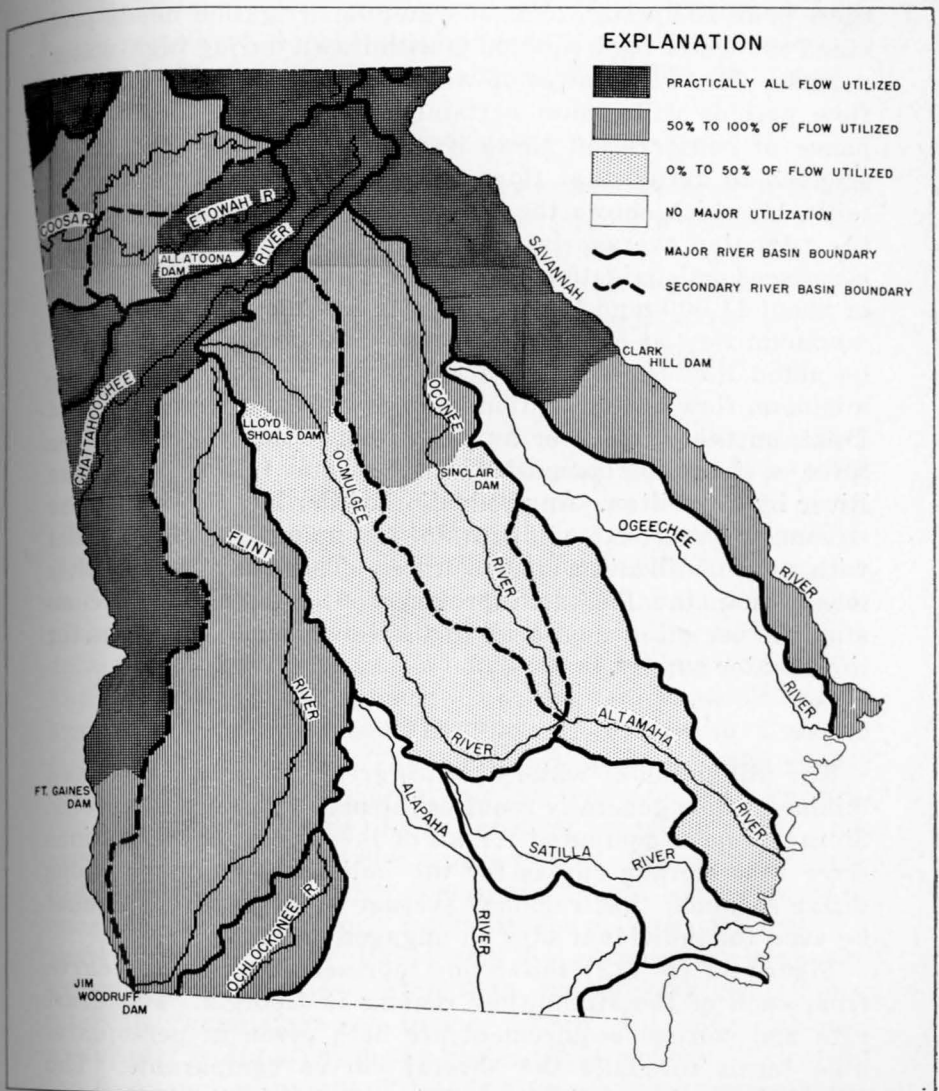 EXPLANATION
PRACTICALLY ALL FLOW UTILIZED
50% TO 100% OF FLOW UTILIZED
0% TO 50% OF FLOW UTILIZED
NO MAJOR UTILIZATION
MAJOR RIVER BASIN BOUNDARY
SECONDARY RIVER BASIN BOUNDARY
COOSA R.
ETOWAH R.
ALLATOONA
DAM
CHATTAHOOCHEE
RIVER
SAVANNAH
RIVER
CLARK
HILL DAM
LLOYD
SHOALS DAM
OCONEE
RIVER
SINCLAIR
DAM
OCMULGEE
RIVER
OGEECHEE
RIVER
FLINT
RIVER
ALTAMAHA
RIVER
FT. GAINES
DAM
ALAPAHA
RIVER
SATILLA
RIVER
OCHLOCKONEE R.
JIM
WOODRUFF
DAM